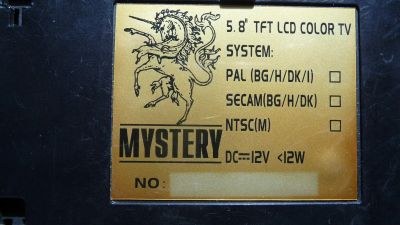 5.8" TFT LCD COLOR TV
SYSTEM:
PAL (BG/H/DK/I)
SECAM(BG/H/DK)
NTSC(M)
MYSTERY
DC⎓12V <12W
NO: